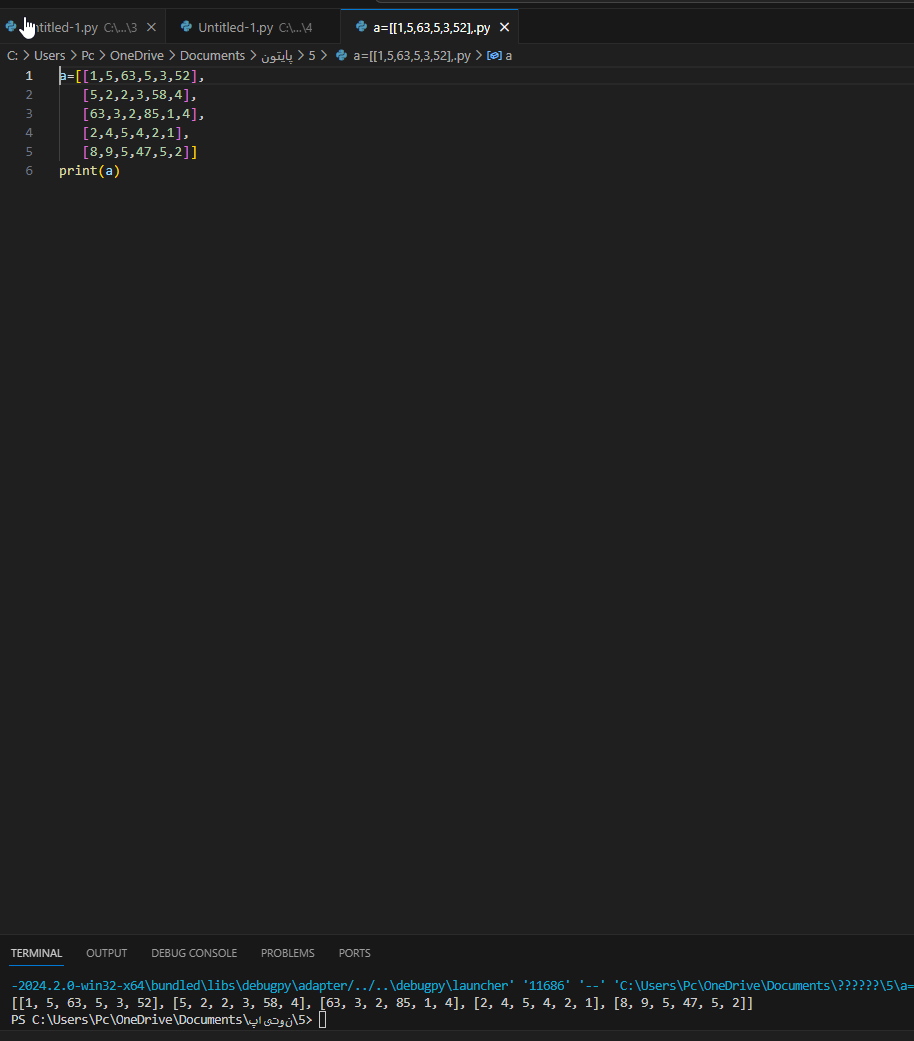 ntitled-1.py C:\...\3
Untitled-1.py C:\...\4
a=[[1,5,63,5,3,52],.py
C: > Users > Pc > OneDrive > Documents > پایتون > 5 > a=[[1,5,63,5,3,52],.py > a
1 a=[[1,5,63,5,3,52],
2 [5,2,2,3,58,4],
3 [63,3,2,85,1,4],
4 [2,4,5,4,2,1],
5 [8,9,5,47,5,2]]
6 print(a)
TERMINAL OUTPUT DEBUG CONSOLE PROBLEMS PORTS
-2024.2.0-win32-x64\bundled\libs\debugpy\adapter/../..\debugpy\launcher' '11686' '--' 'C:\Users\Pc\OneDrive\Documents\??????\5\a=
[[1, 5, 63, 5, 3, 52], [5, 2, 2, 3, 58, 4], [63, 3, 2, 85, 1, 4], [2, 4, 5, 4, 2, 1], [8, 9, 5, 47, 5, 2]]
PS C:\Users\Pc\OneDrive\Documents\پایتون\5>